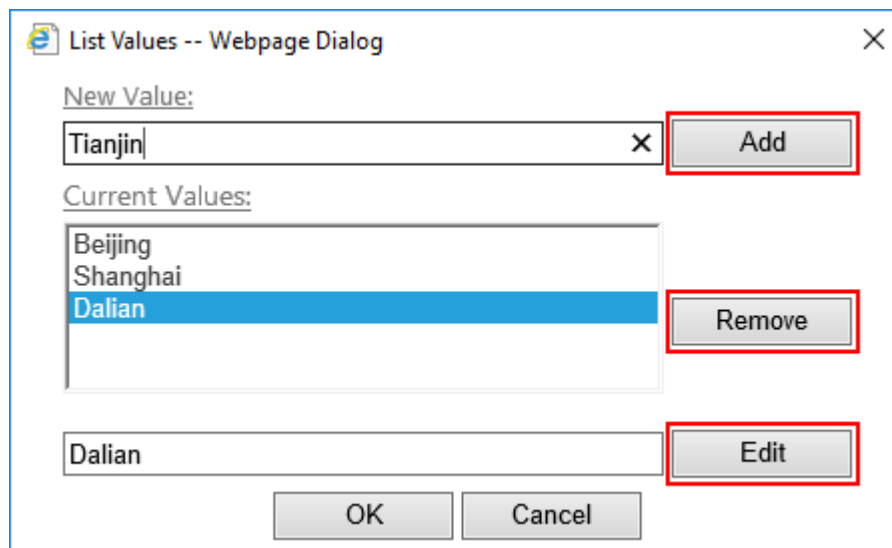 List Values -- Webpage Dialog
New Value:
Tianjin
Add
Current Values:
Beijing
Shanghai
Dalian
Remove
Dalian
Edit
OK
Cancel